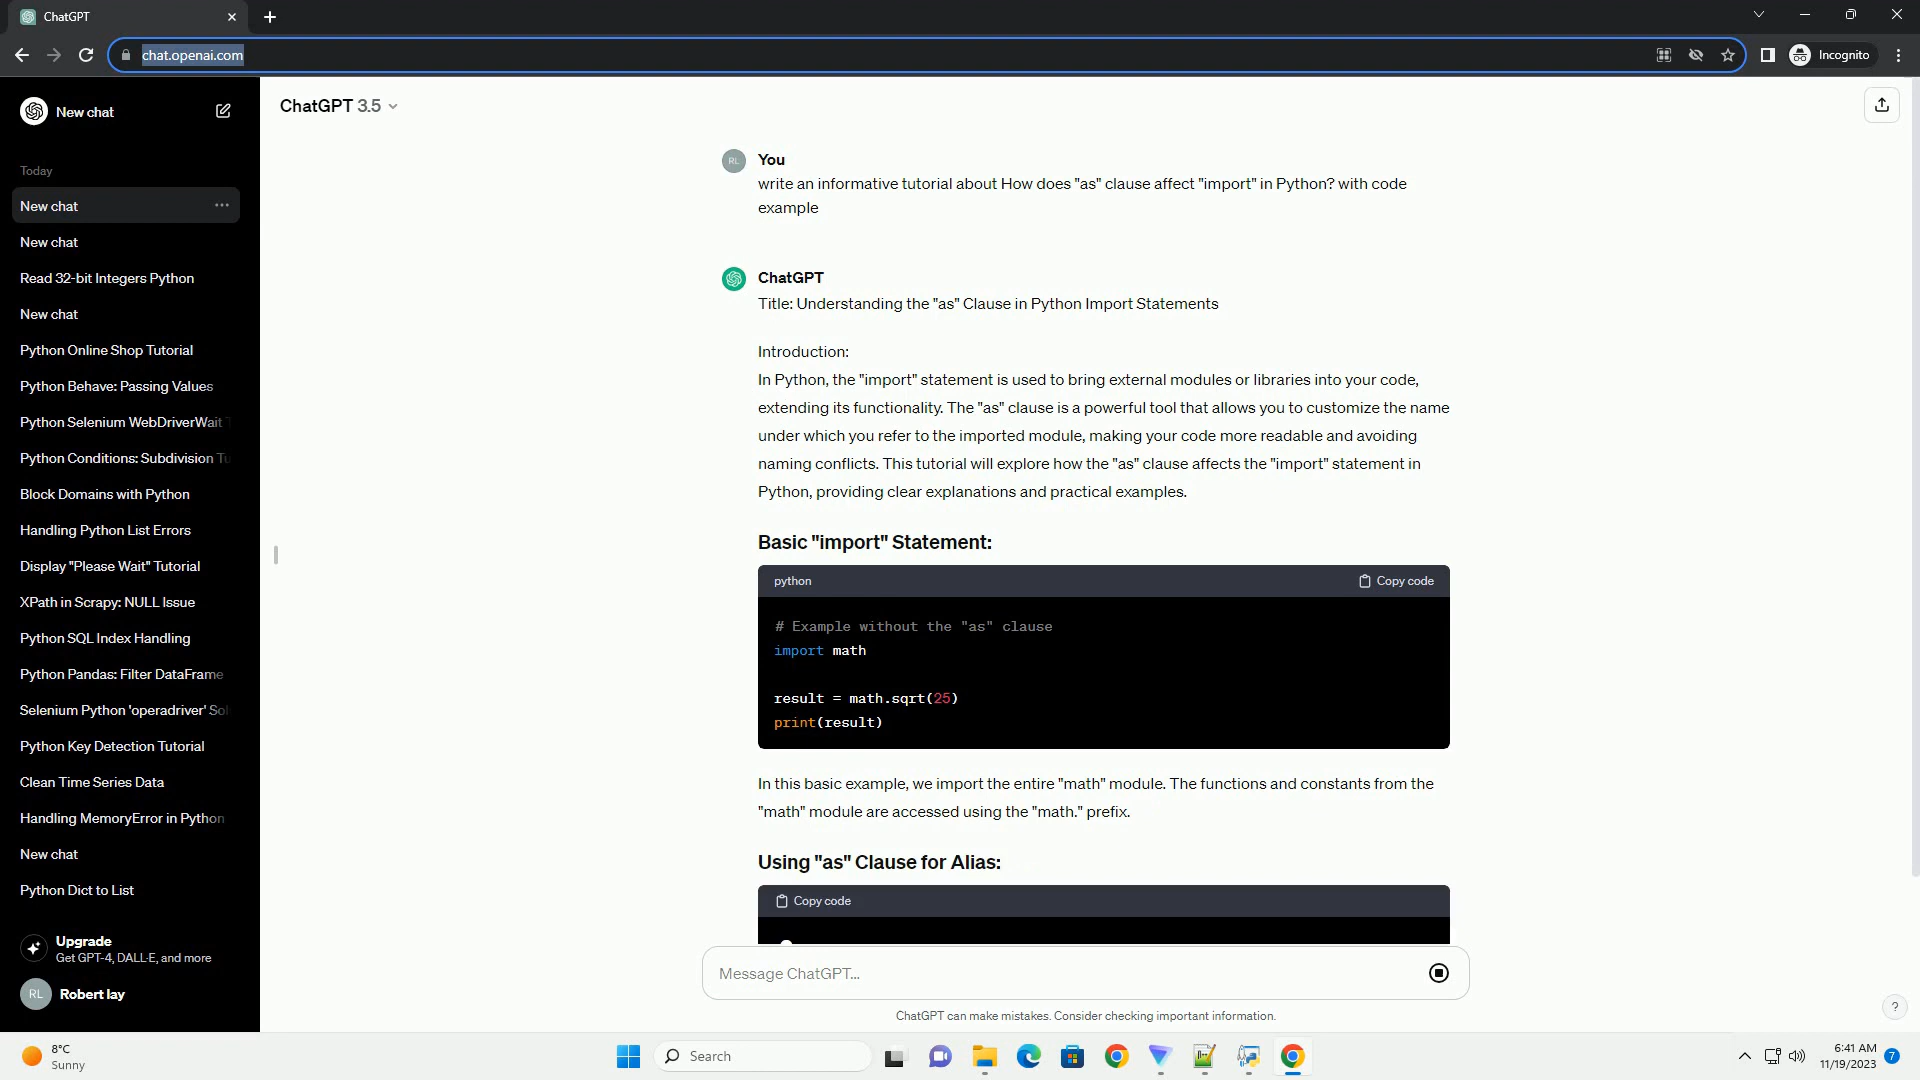 ChatGPT
chat.openai.com
Incognito
New chat
Today
New chat
New chat
Read 32-bit Integers Python
New chat
Python Online Shop Tutorial
Python Behave: Passing Values
Python Selenium WebDriverWait
Python Conditions: Subdivision Tu
Block Domains with Python
Handling Python List Errors
Display "Please Wait" Tutorial
XPath in Scrapy: NULL Issue
Python SQL Index Handling
Python Pandas: Filter DataFrame
Selenium Python 'operadriver' Sol
Python Key Detection Tutorial
Clean Time Series Data
Handling MemoryError in Python
New chat
Python Dict to List
Upgrade
Get GPT-4, DALL·E, and more
RL
Robert lay
ChatGPT 3.5
RL
You
write an informative tutorial about How does "as" clause affect "import" in Python? with code
example
ChatGPT
Title: Understanding the "as" Clause in Python Import Statements
Introduction:
In Python, the "import" statement is used to bring external modules or libraries into your code,
extending its functionality. The "as" clause is a powerful tool that allows you to customize the name
under which you refer to the imported module, making your code more readable and avoiding
naming conflicts. This tutorial will explore how the "as" clause affects the "import" statement in
Python, providing clear explanations and practical examples.
Basic "import" Statement:
python
Copy code
# Example without the "as" clause
import math
result = math.sqrt(25)
print(result)
In this basic example, we import the entire "math" module. The functions and constants from the
"math" module are accessed using the "math." prefix.
Using "as" Clause for Alias:
Copy code
Message ChatGPT...
ChatGPT can make mistakes. Consider checking important information.
?
8°C
Sunny
Search
6:41 AM
11/19/2023
7